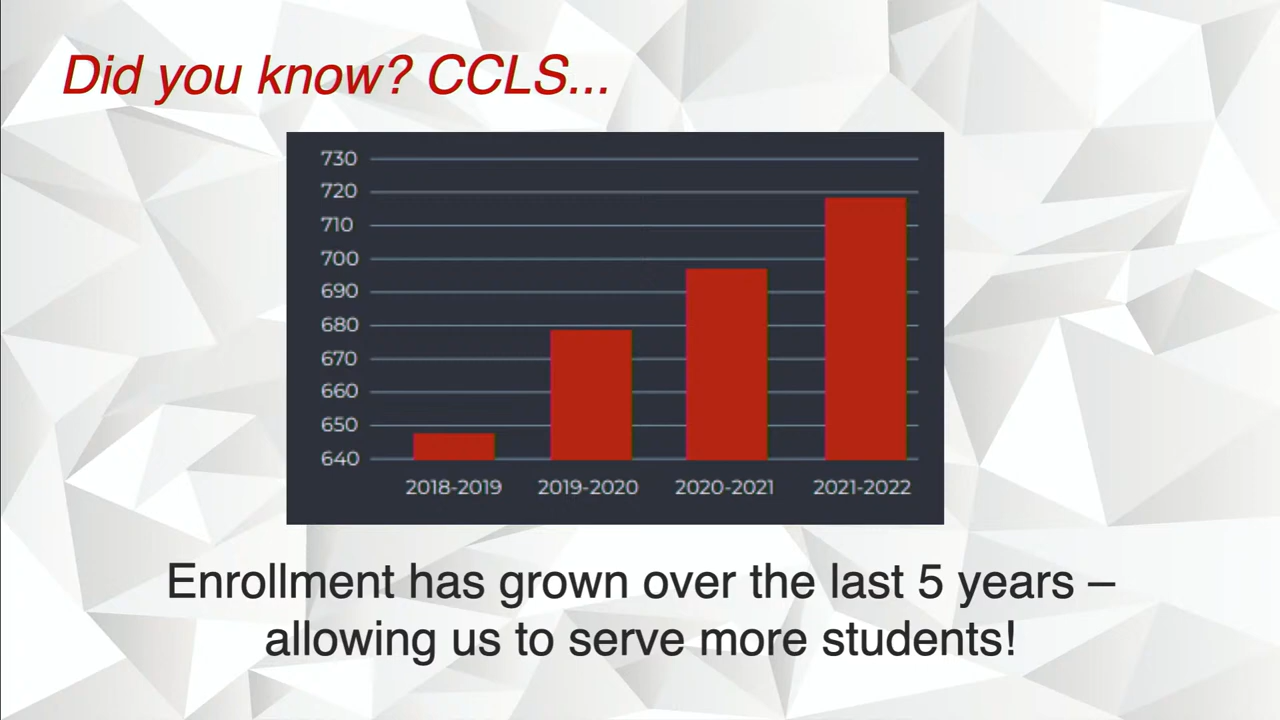 Did you know? CCLS...
730
720
710
700
690
680
670
660
650
640
2018-2019 2019-2020 2020-2021 2021-2022
Enrollment has grown over the last 5 years –
allowing us to serve more students!